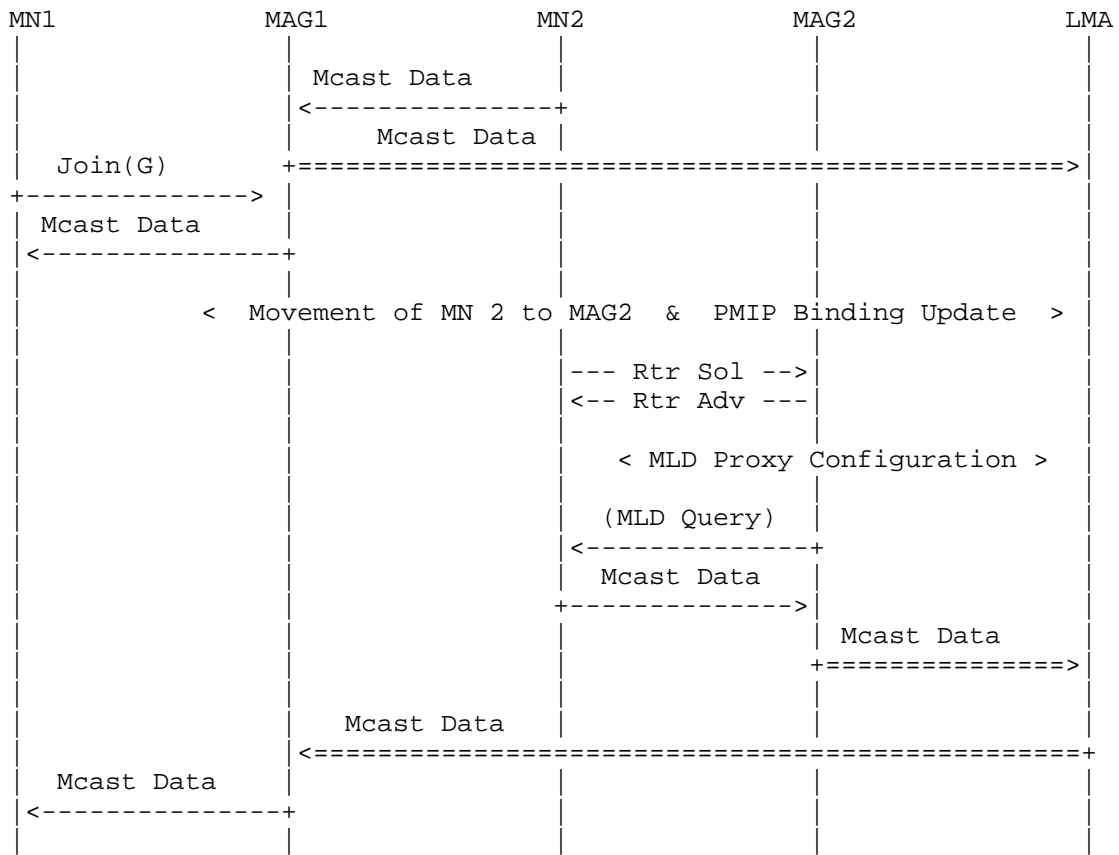 MN1 MAG1 MN2 MAG2 LMA
Mcast Data
Mcast Data
Join(G)
Mcast Data
< Movement of MN 2 to MAG2 & PMIP Binding Update >
--- Rtr Sol -->
<-- Rtr Adv ---
< MLD Proxy Configuration >
(MLD Query)
Mcast Data
Mcast Data
Mcast Data
Mcast Data